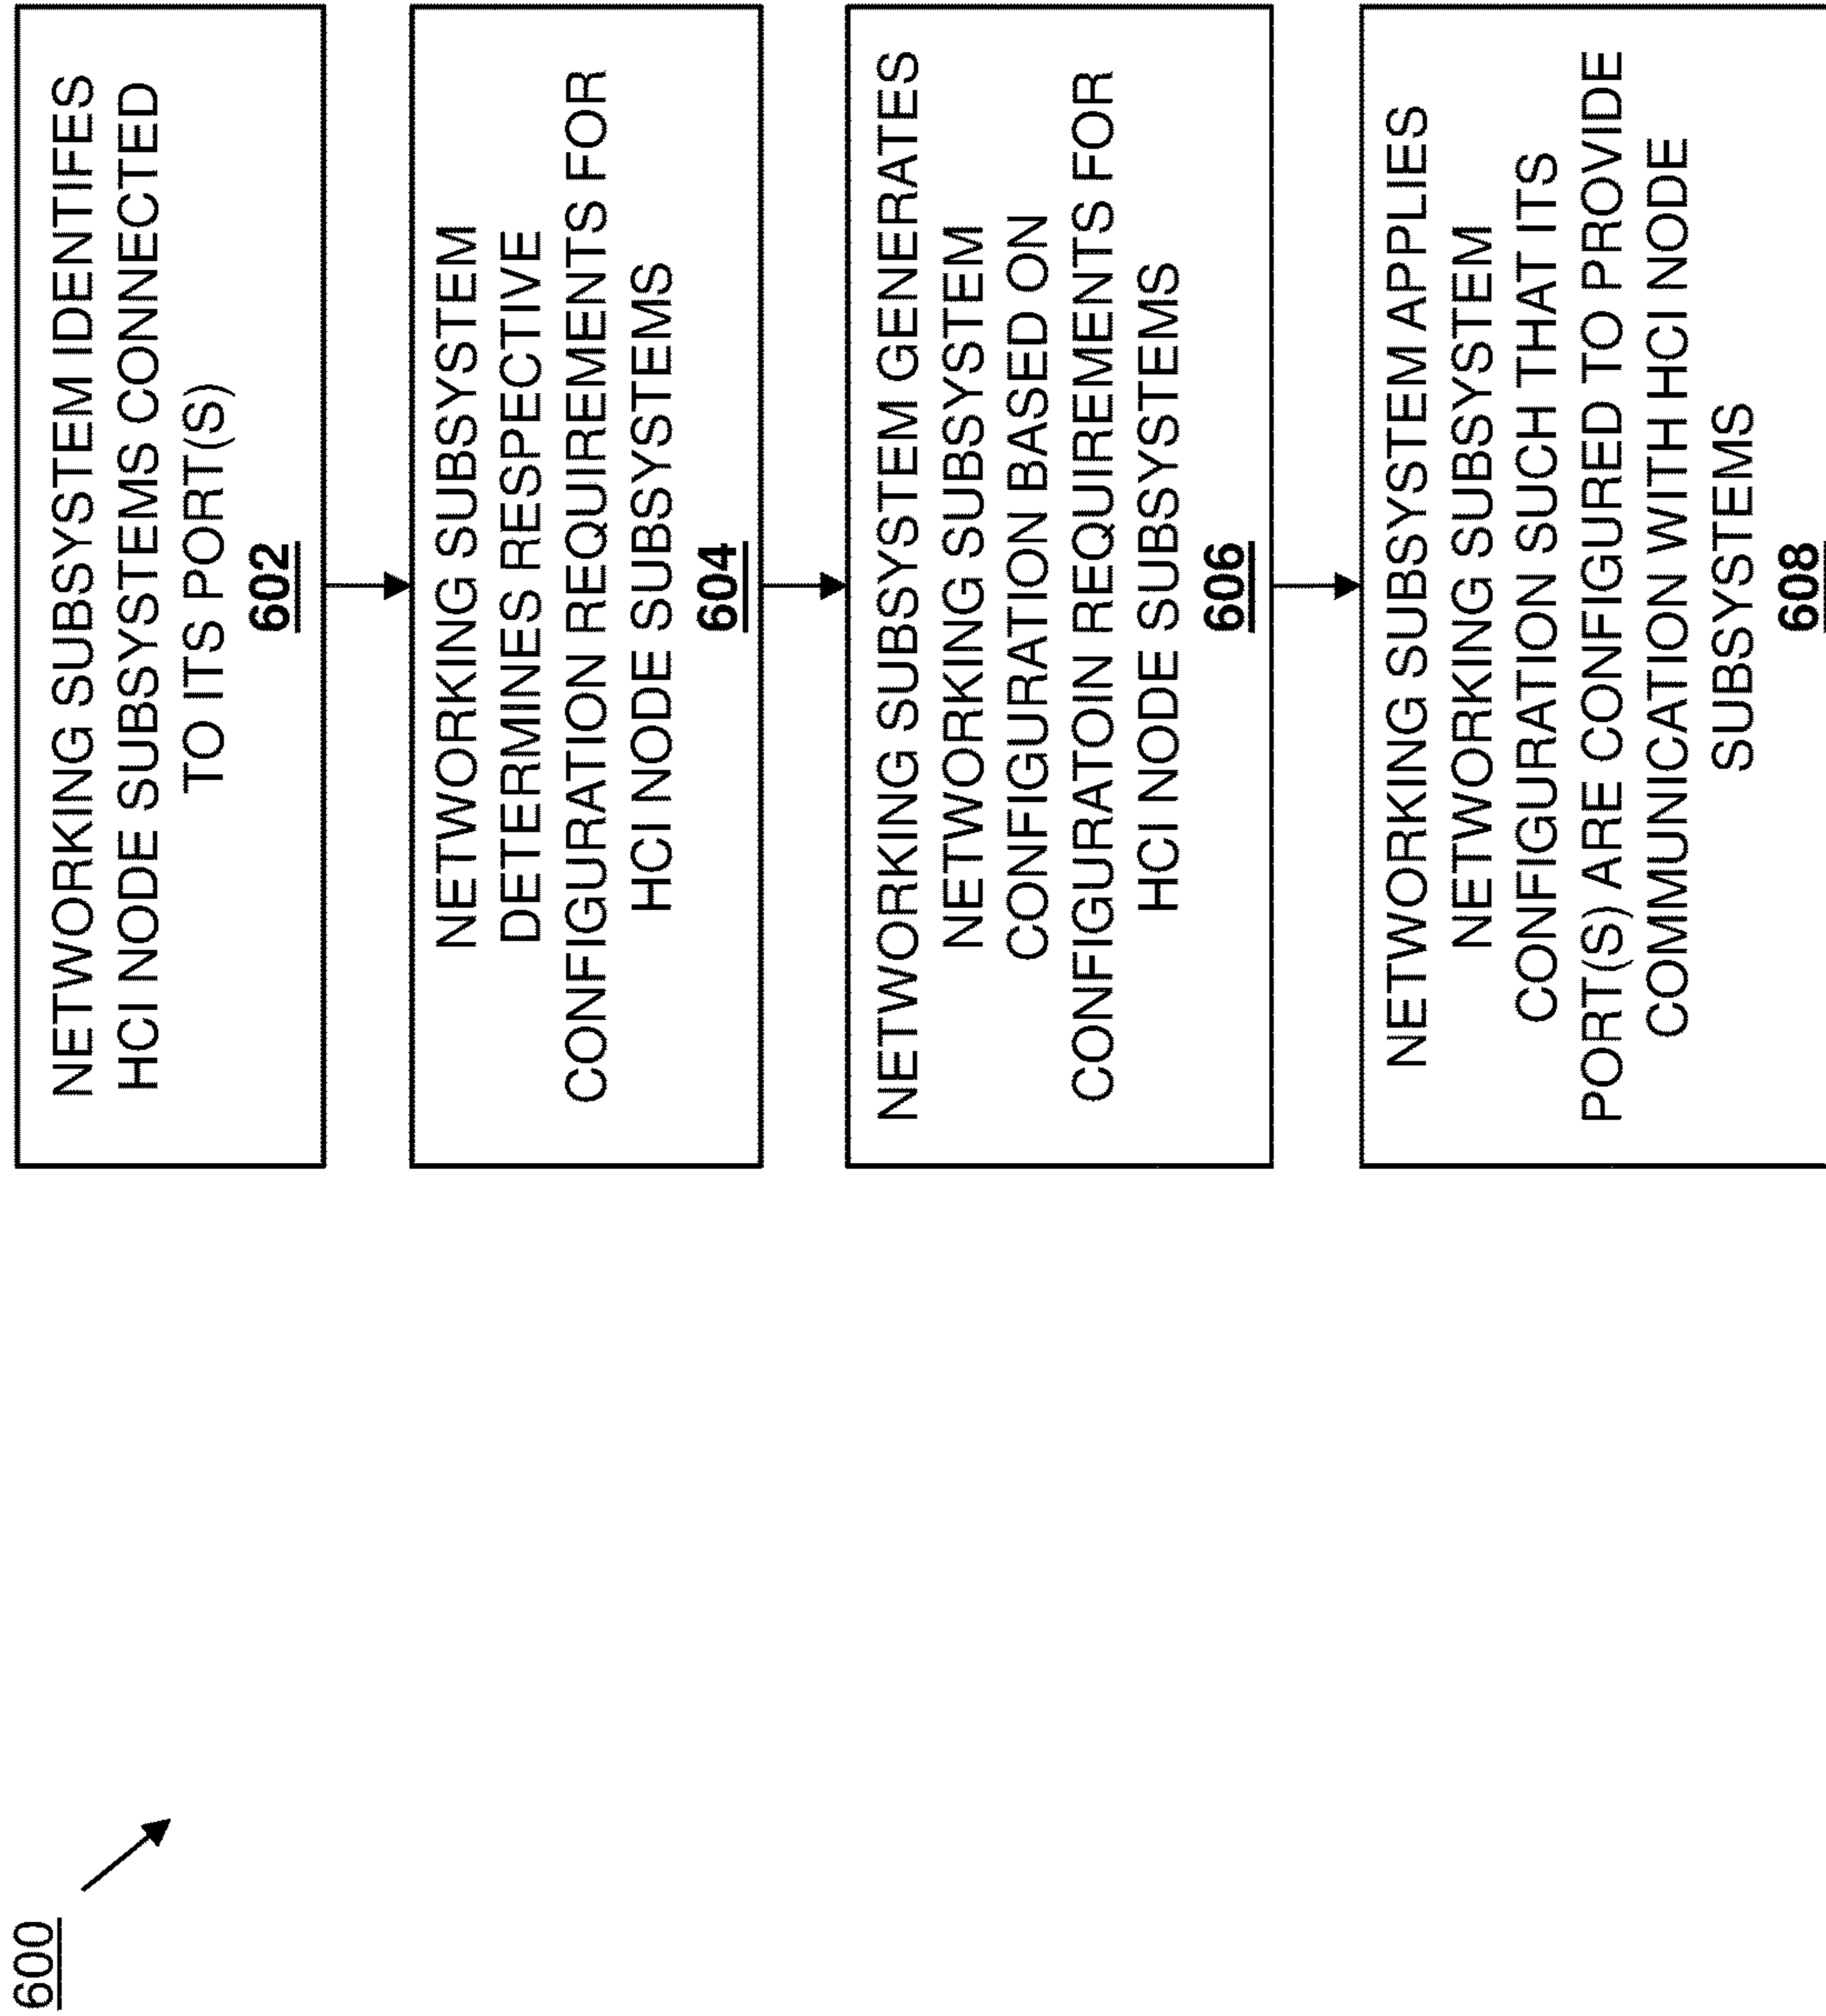 600
NETWORKING SUBSYSTEM IDENTIFES
HCI NODE SUBSYSTEMS CONNECTED
TO ITS PORT(S)
602
NETWORKING SUBSYSTEM
DETERMINES RESPECTIVE
CONFIGURATION REQUIREMENTS FOR
HCI NODE SUBSYSTEMS
604
NETWORKING SUBSYSTEM GENERATES
NETWORKING SUBSYSTEM
CONFIGURATION BASED ON
CONFIGURATOIN REQUIREMENTS FOR
HCI NODE SUBSYSTEMS
606
NETWORKING SUBSYSTEM APPLIES
NETWORKING SUBSYSTEM
CONFIGURATION SUCH THAT ITS
PORT(S) ARE CONFIGURED TO PROVIDE
COMMUNICATION WITH HCI NODE
SUBSYSTEMS
608